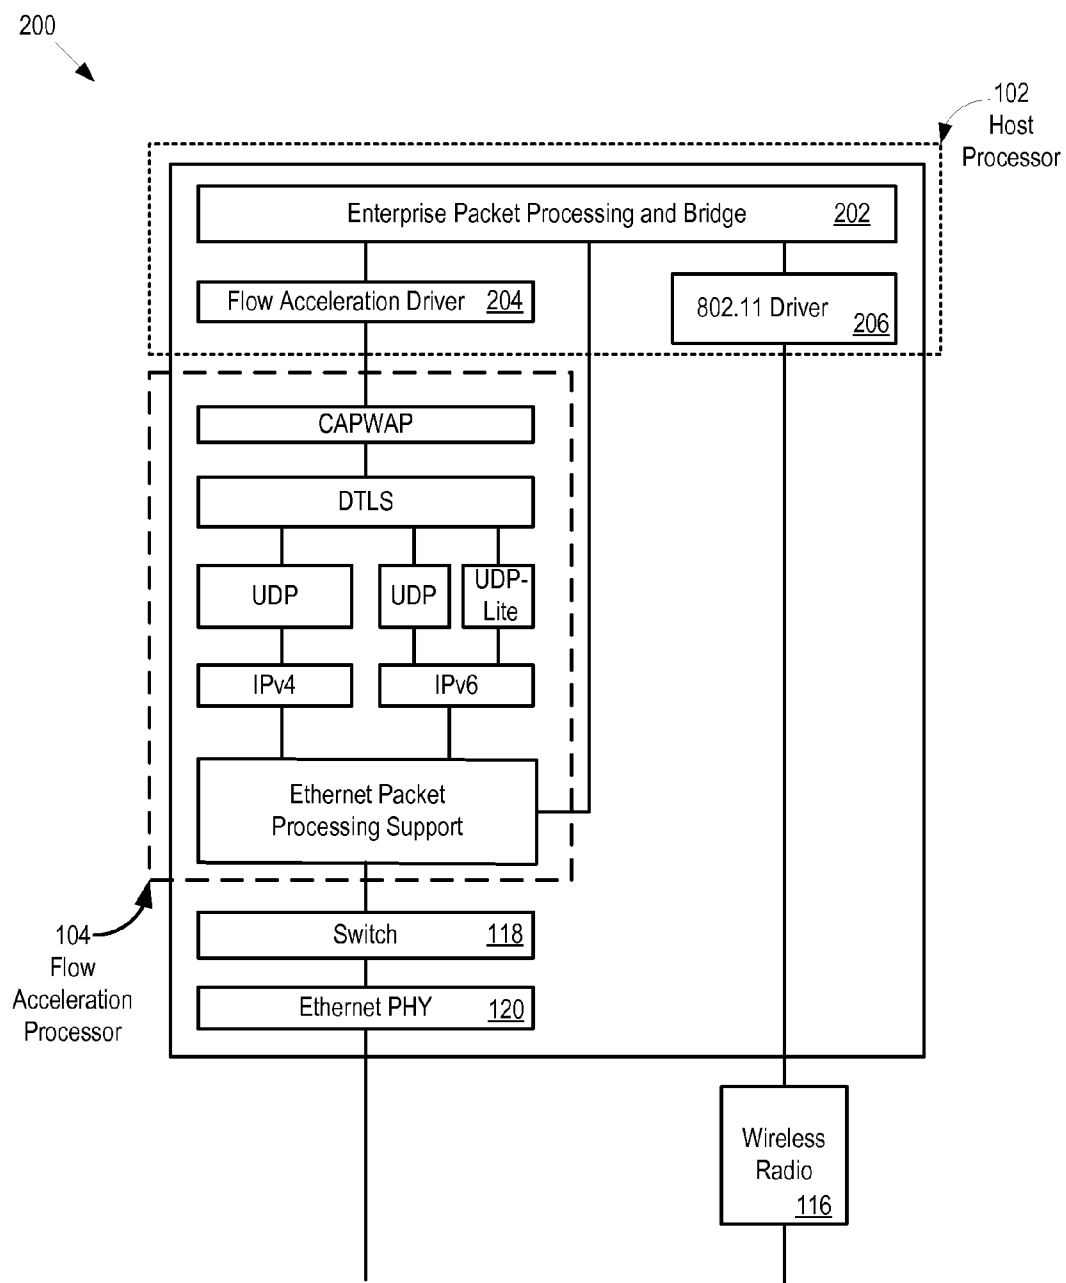 200
102
Host
Processor
Enterprise Packet Processing and Bridge 202
Flow Acceleration Driver 204
802.11 Driver
206
CAPWAP
DTLS
UDP
UDP
UDP-
Lite
IPv4
IPv6
Ethernet Packet
Processing Support
104
Flow
Acceleration
Processor
Switch 118
Ethernet PHY 120
Wireless
Radio
116